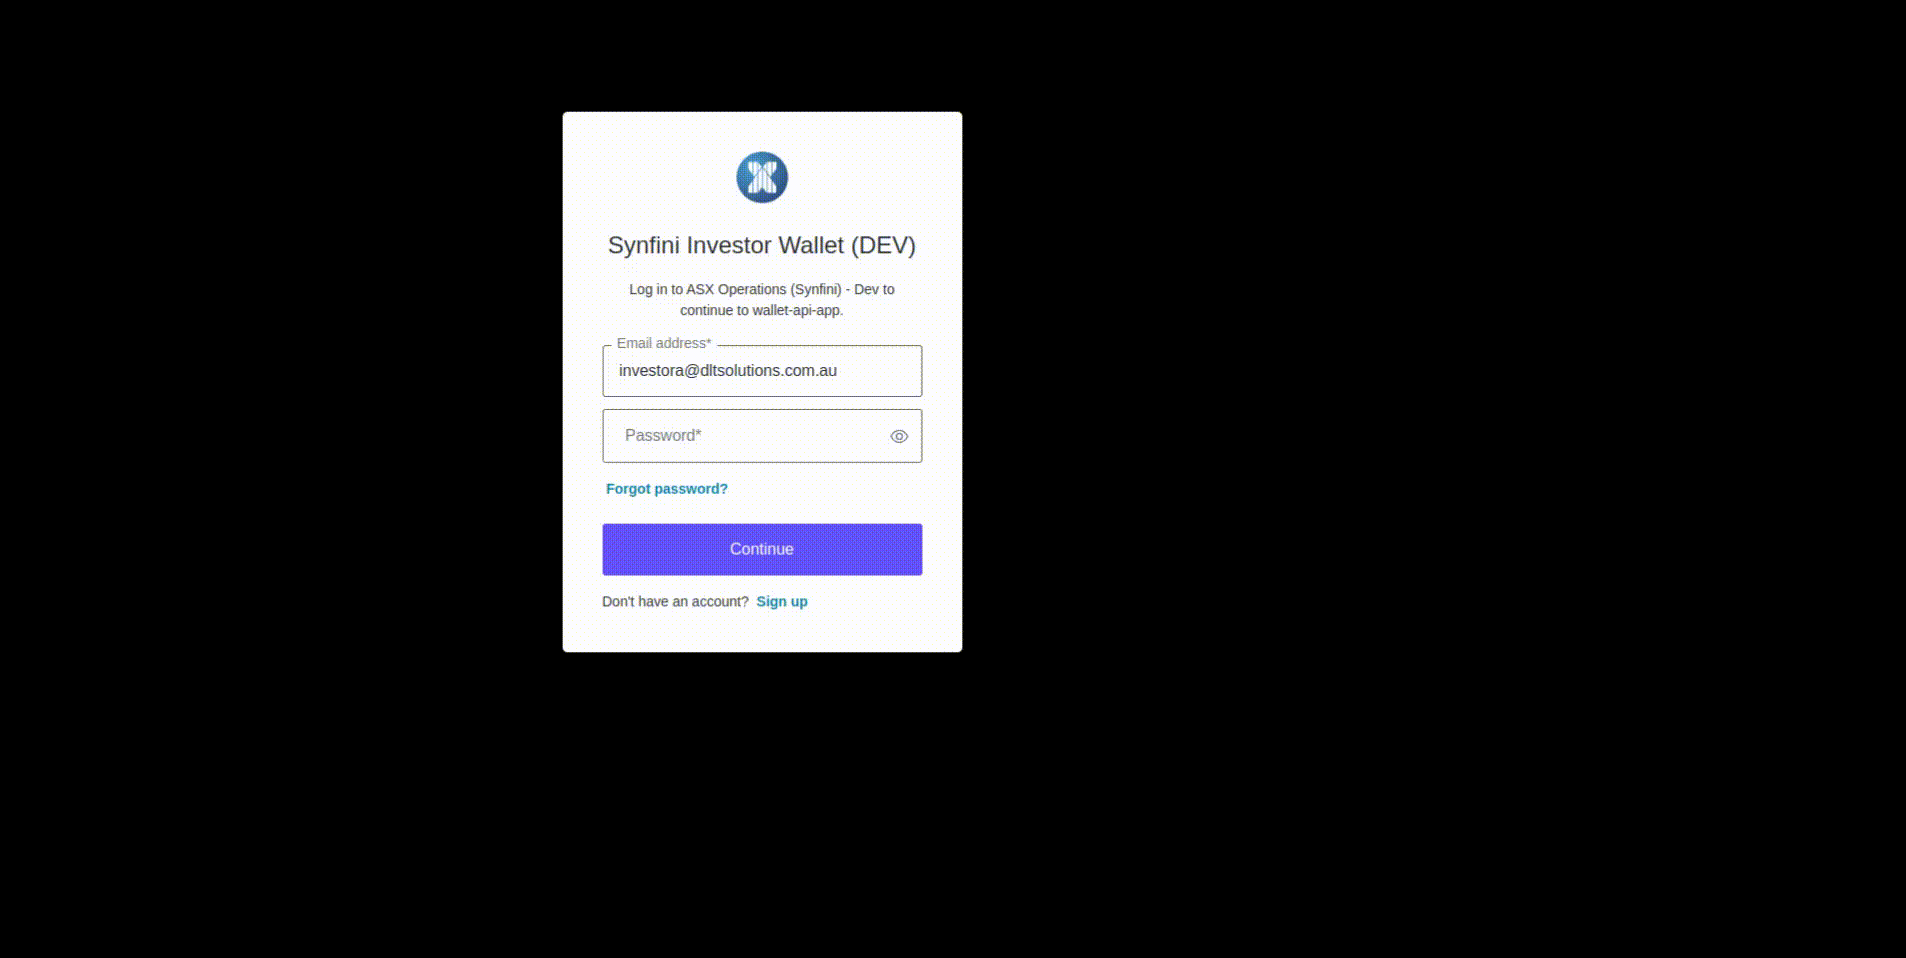 Synfini Investor Wallet (DEV)
Log in to ASX Operations (Synfini) - Dev to
continue to wallet-api-app.
Email address*
investora@dltsolutions.com.au
Password*
Forgot password?
Continue
Don't have an account? Sign up